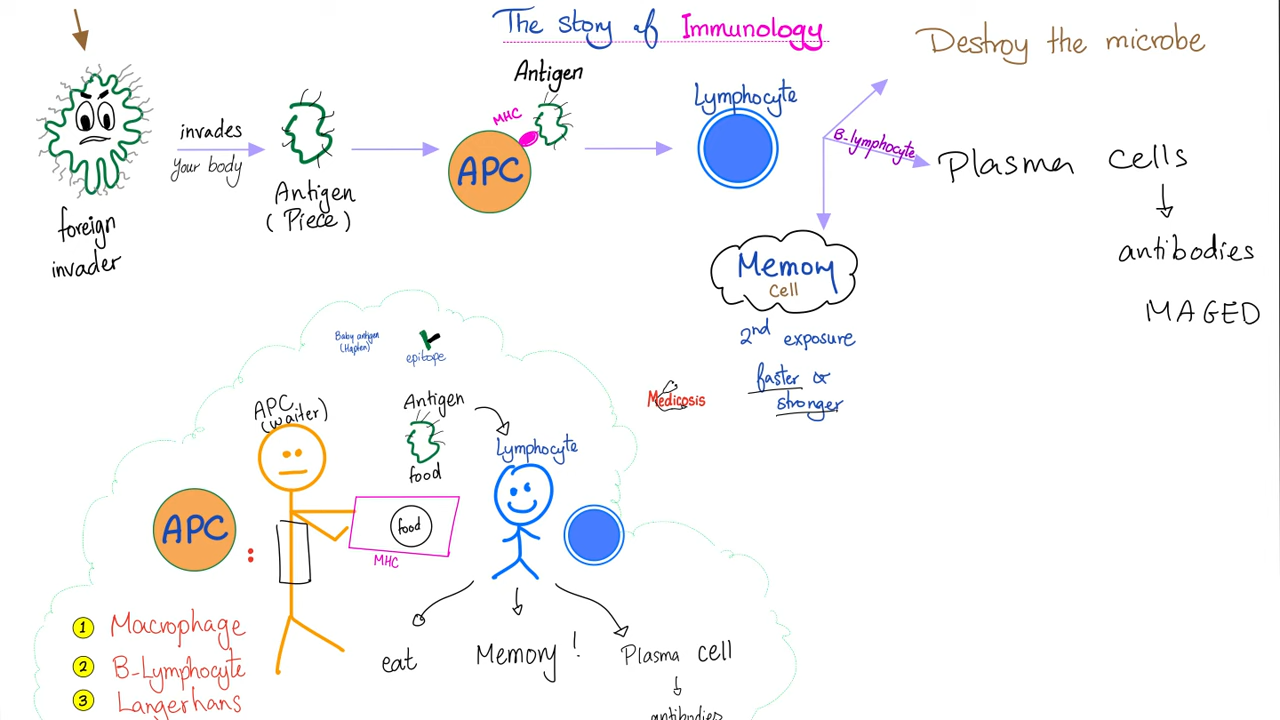 The story of Immunology
Destroy the microbe
foreign
invader
invades
your body
Antigen
(Piece)
APC
MHC
Antigen
Lymphocyte
B-lymphocyte
Plasma cells
antibodies
MAGED
Memory
Cell
2nd exposure
faster &
stronger
Medicosis
Baby antigen
(Hapten)
epitope
APC
(waiter)
Antigen
food
Lymphocyte
APC
:
food
MHC
eat
Memory!
Plasma cell
antibodies
1 Macrophage
2 B-Lymphocyte
3 Langerhans